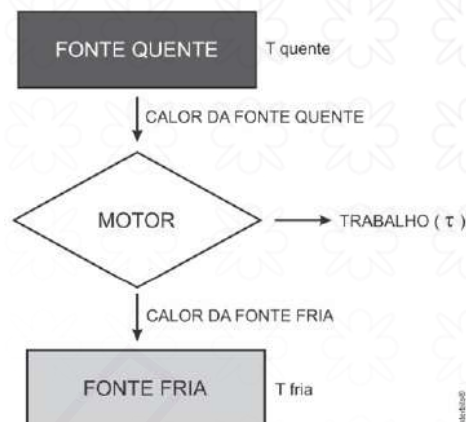 FONTE QUENTE
T quente
CALOR DA FONTE QUENTE
MOTOR
TRABALHO ( τ )
CALOR DA FONTE FRIA
FONTE FRIA
T fria